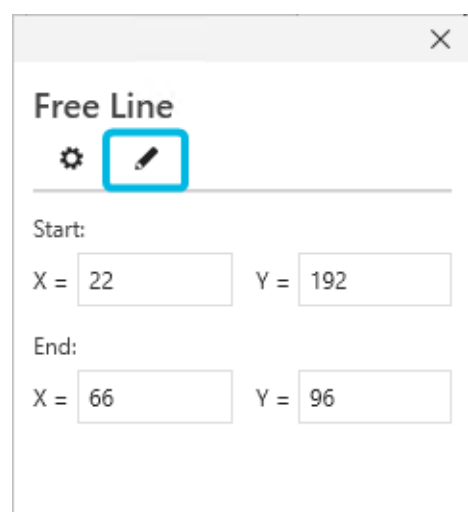 Free Line
Start:
X = 22 Y = 192
End:
X = 66 Y = 96